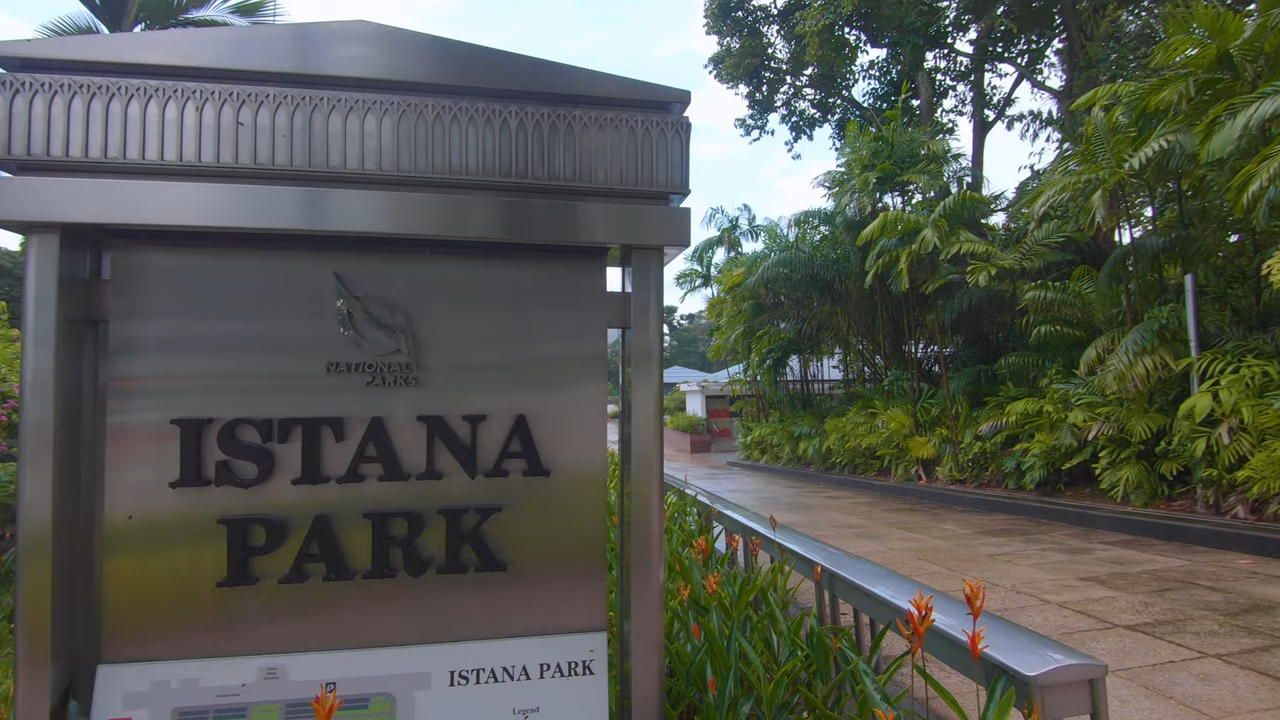 NATIONAL
PARKS
ISTANA
PARK
ISTANA PARK
P
Legend